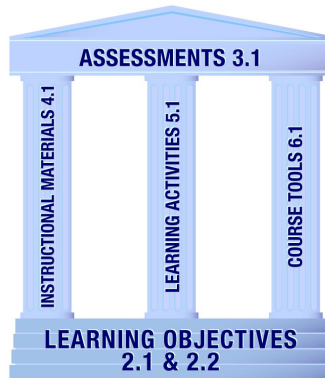 ASSESSMENTS 3.1
INSTRUCTIONAL MATERIALS 4.1
LEARNING ACTIVITIES 5.1
COURSE TOOLS 6.1
LEARNING OBJECTIVES
2.1 & 2.2